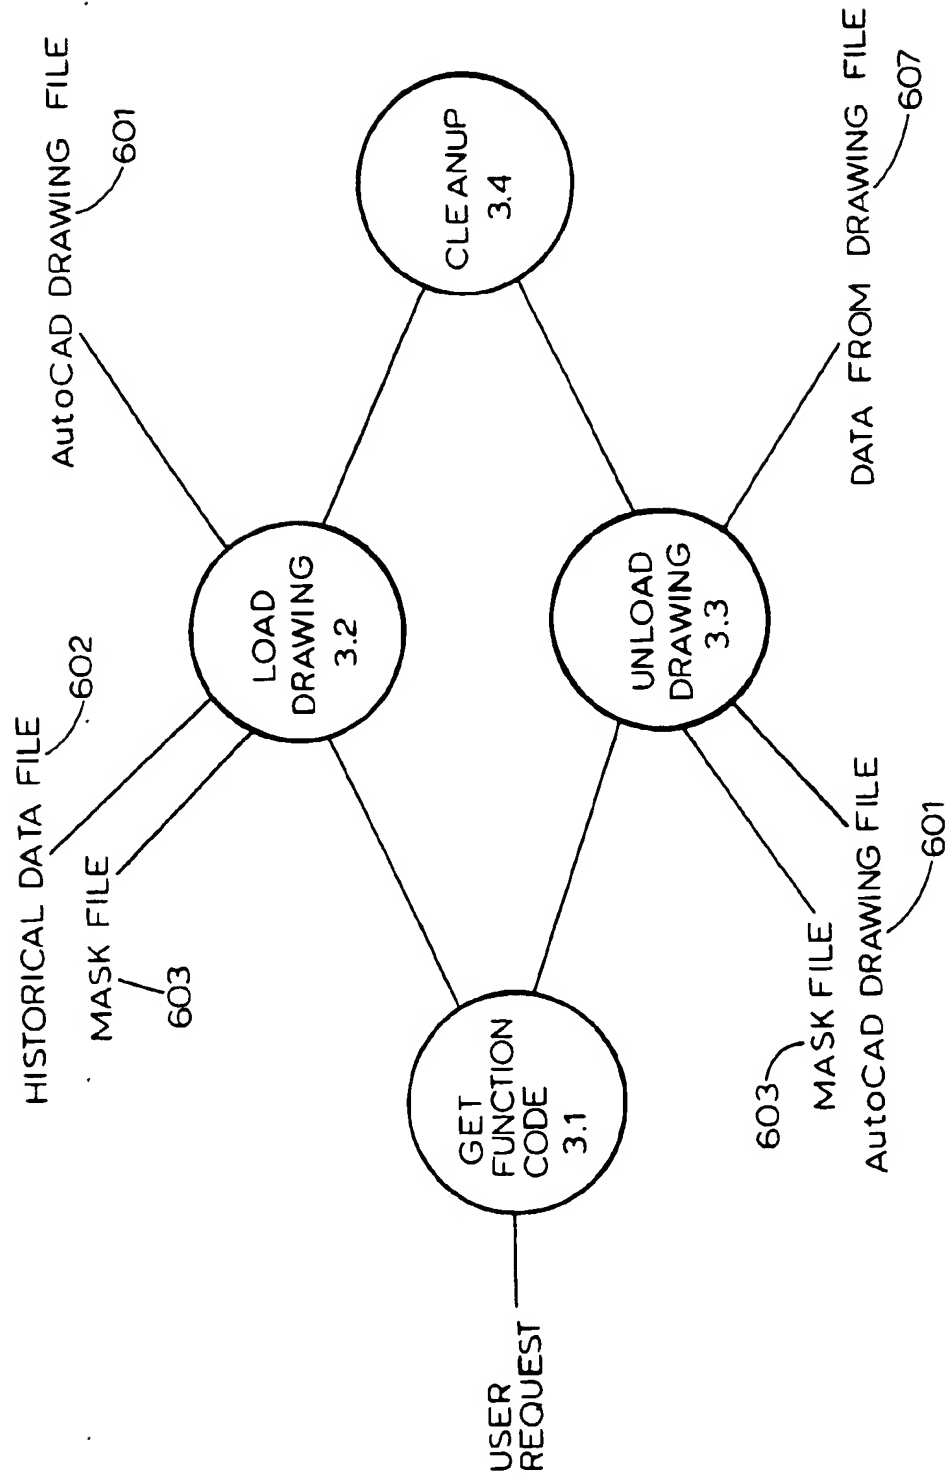 HISTORICAL DATA FILE
602
MASK FILE
603
AutoCAD DRAWING FILE
601
LOAD
DRAWING
3.2
CLEANUP
3.4
USER
REQUEST
GET
FUNCTION
CODE
3.1
UNLOAD
DRAWING
3.3
603
MASK FILE
AutoCAD DRAWING FILE
601
DATA FROM DRAWING FILE
607